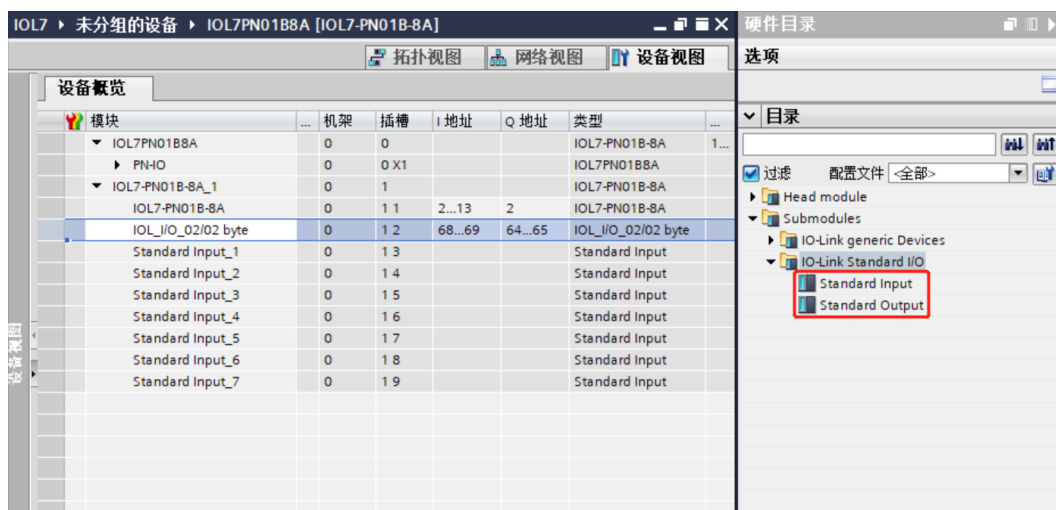 IOL7 ▸ 未分组的设备 ▸ IOL7PN01B8A [IOL7-PN01B-8A]
拓扑视图 网络视图 设备视图
设备概览
模块 ... 机架 插槽 I 地址 Q 地址 类型 ...
IOL7PN01B8A 0 0 IOL7-PN01B-8A 1...
PN-IO 0 0 X1 IOL7PN01B8A
IOL7-PN01B-8A_1 0 1 IOL7-PN01B-8A
IOL7-PN01B-8A 0 1 1 2...13 2 IOL7-PN01B-8A
IOL_I/O_02/02 byte 0 1 2 68...69 64...65 IOL_I/O_02/02 byte
Standard Input_1 0 1 3 Standard Input
Standard Input_2 0 1 4 Standard Input
Standard Input_3 0 1 5 Standard Input
Standard Input_4 0 1 6 Standard Input
Standard Input_5 0 1 7 Standard Input
Standard Input_6 0 1 8 Standard Input
Standard Input_7 0 1 9 Standard Input
设备视图
硬件目录
选项
目录
过滤 配置文件 <全部>
Head module
Submodules
IO-Link generic Devices
IO-Link Standard I/O
Standard Input
Standard Output